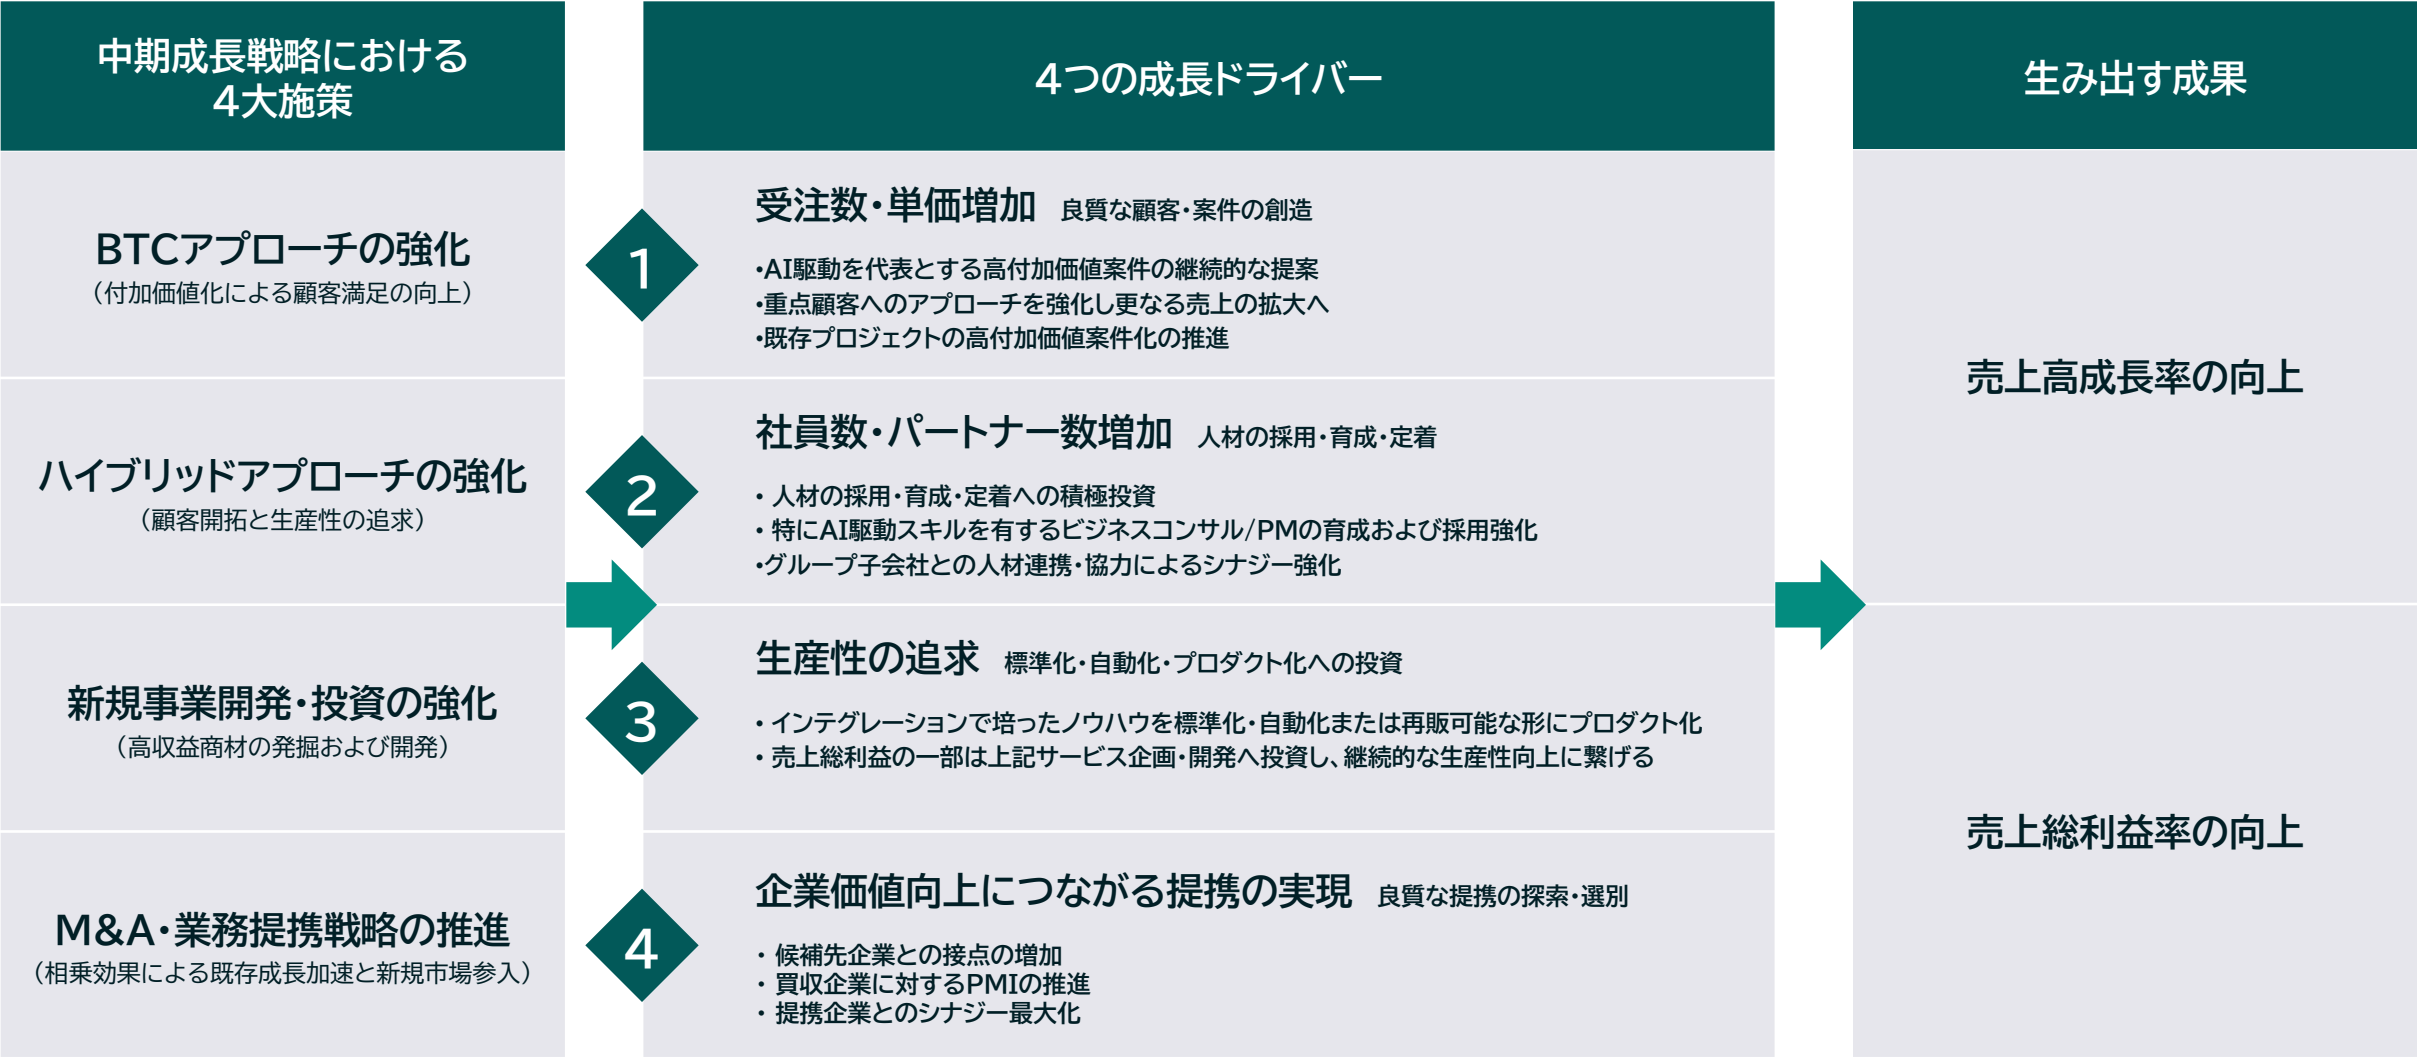 中期成長戦略における
4大施策
4つの成長ドライバー
生み出す成果
BTCアプローチの強化
（付加価値化による顧客満足の向上）
1
受注数・単価増加 良質な顧客・案件の創造
・AI駆動を代表とする高付加価値案件の継続的な提案
・重点顧客へのアプローチを強化し更なる売上の拡大へ
・既存プロジェクトの高付加価値案件化の推進
ハイブリッドアプローチの強化
（顧客開拓と生産性の追求）
2
社員数・パートナー数増加 人材の採用・育成・定着
・ 人材の採用・育成・定着への積極投資
・ 特にAI駆動スキルを有するビジネスコンサル/PMの育成および採用強化
・グループ子会社との人材連携・協力によるシナジー強化
新規事業開発・投資の強化
（高収益商材の発掘および開発）
3
生産性の追求 標準化・自動化・プロダクト化への投資
・ インテグレーションで培ったノウハウを標準化・自動化または再販可能な形にプロダクト化
・ 売上総利益の一部は上記サービス企画・開発へ投資し、継続的な生産性向上に繋げる
M&A・業務提携戦略の推進
（相乗効果による既存成長加速と新規市場参入）
4
企業価値向上につながる提携の実現 良質な提携の探索・選別
・ 候補先企業との接点の増加
・ 買収企業に対するPMIの推進
・ 提携企業とのシナジー最大化
売上高成長率の向上
売上総利益率の向上